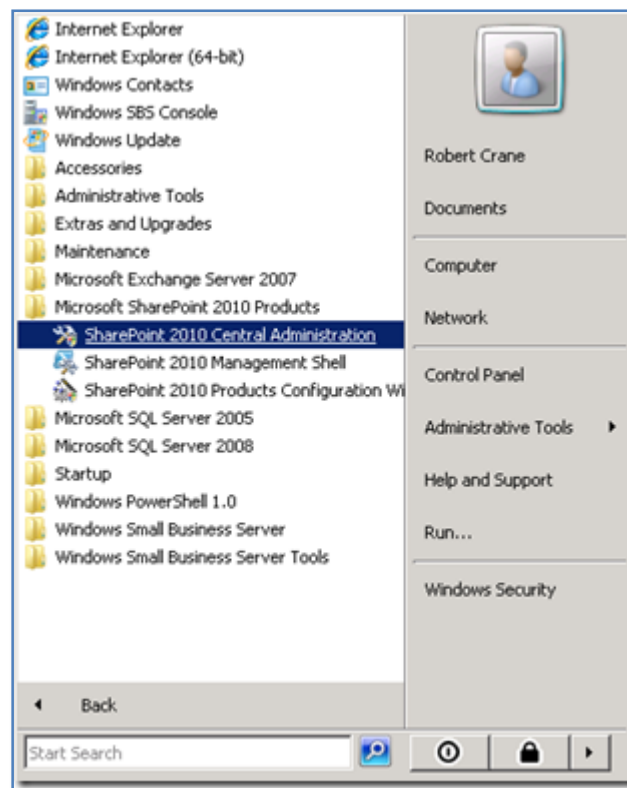 Internet Explorer
Internet Explorer (64-bit)
Windows Contacts
Windows SBS Console
Windows Update
Accessories
Administrative Tools
Extras and Upgrades
Maintenance
Microsoft Exchange Server 2007
Microsoft SharePoint 2010 Products
SharePoint 2010 Central Administration
SharePoint 2010 Management Shell
SharePoint 2010 Products Configuration Wi
Microsoft SQL Server 2005
Microsoft SQL Server 2008
Startup
Windows PowerShell 1.0
Windows Small Business Server
Windows Small Business Server Tools
Back
Start Search
Robert Crane
Documents
Computer
Network
Control Panel
Administrative Tools
Help and Support
Run...
Windows Security